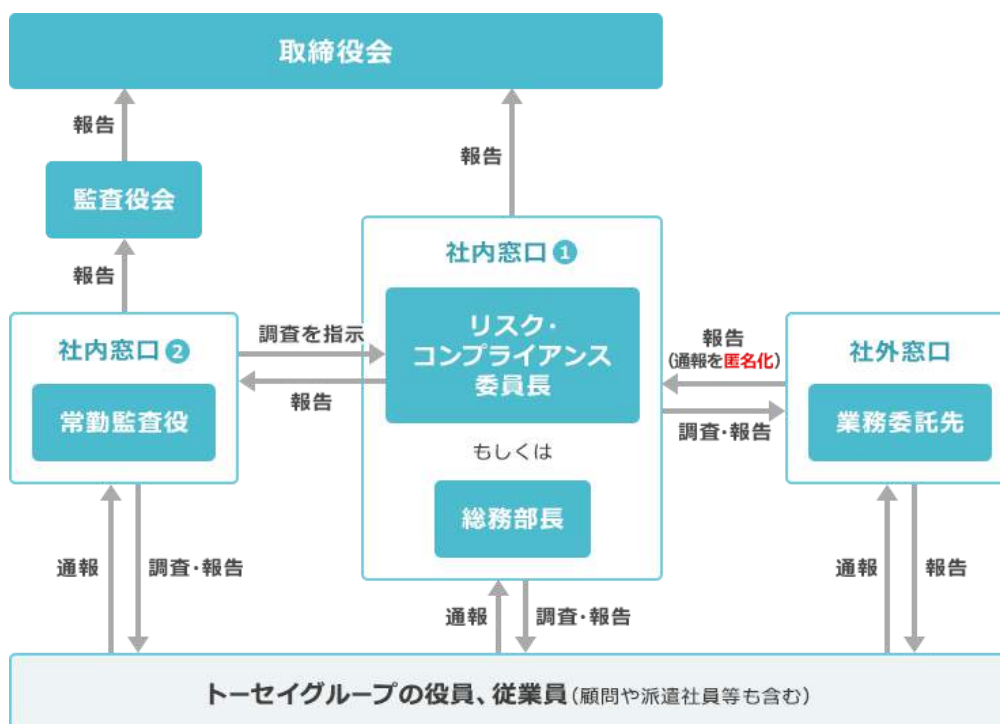 取締役会
報告
報告
監査役会
報告
社内窓口❶
リスク・
コンプライアンス
委員長
もしくは
総務部長
社内窓口❷
常勤監査役
調査を指示
報告
報告
(通報を匿名化)
調査・報告
社外窓口
業務委託先
通報
調査・報告
通報
調査・報告
通報
報告
トーセイグループの役員、従業員(顧問や派遣社員等も含む)